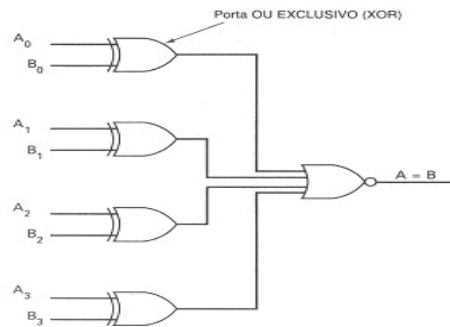 Porta OU EXCLUSIVO (XOR)
A₀
B₀
A₁
B₁
A = B
A₂
B₂
A₃
B₃